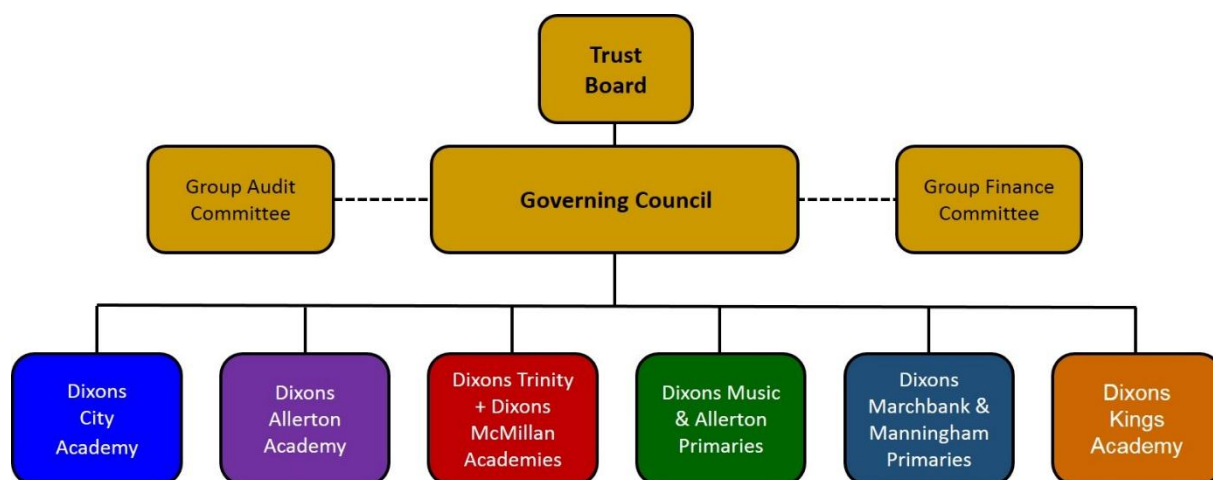 Trust
Board
Group Audit
Committee
Governing Council
Group Finance
Committee
Dixons
City
Academy
Dixons
Allerton
Academy
Dixons Trinity
+ Dixons
McMillan
Academies
Dixons Music
& Allerton
Primaries
Dixons
Marchbank &
Manningham
Primaries
Dixons
Kings
Academy